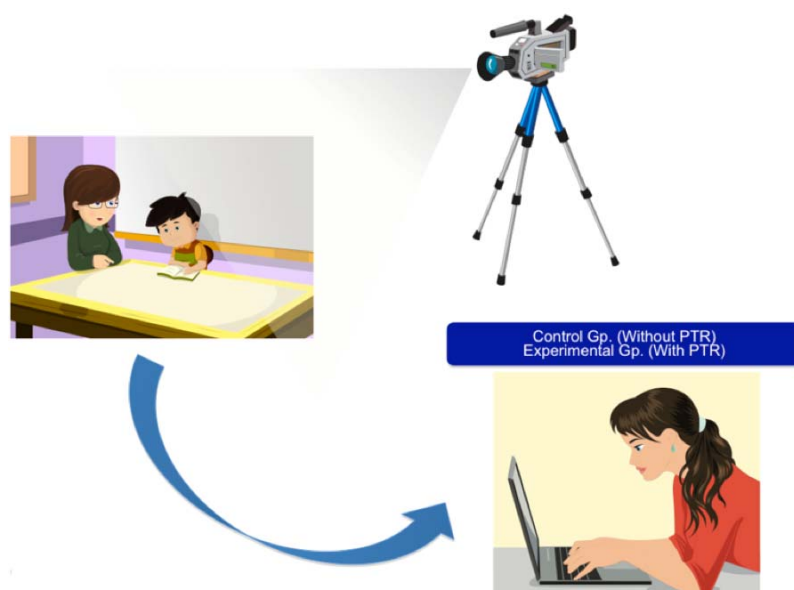 Control Gp. (Without PTR)
Experimental Gp. (With PTR)